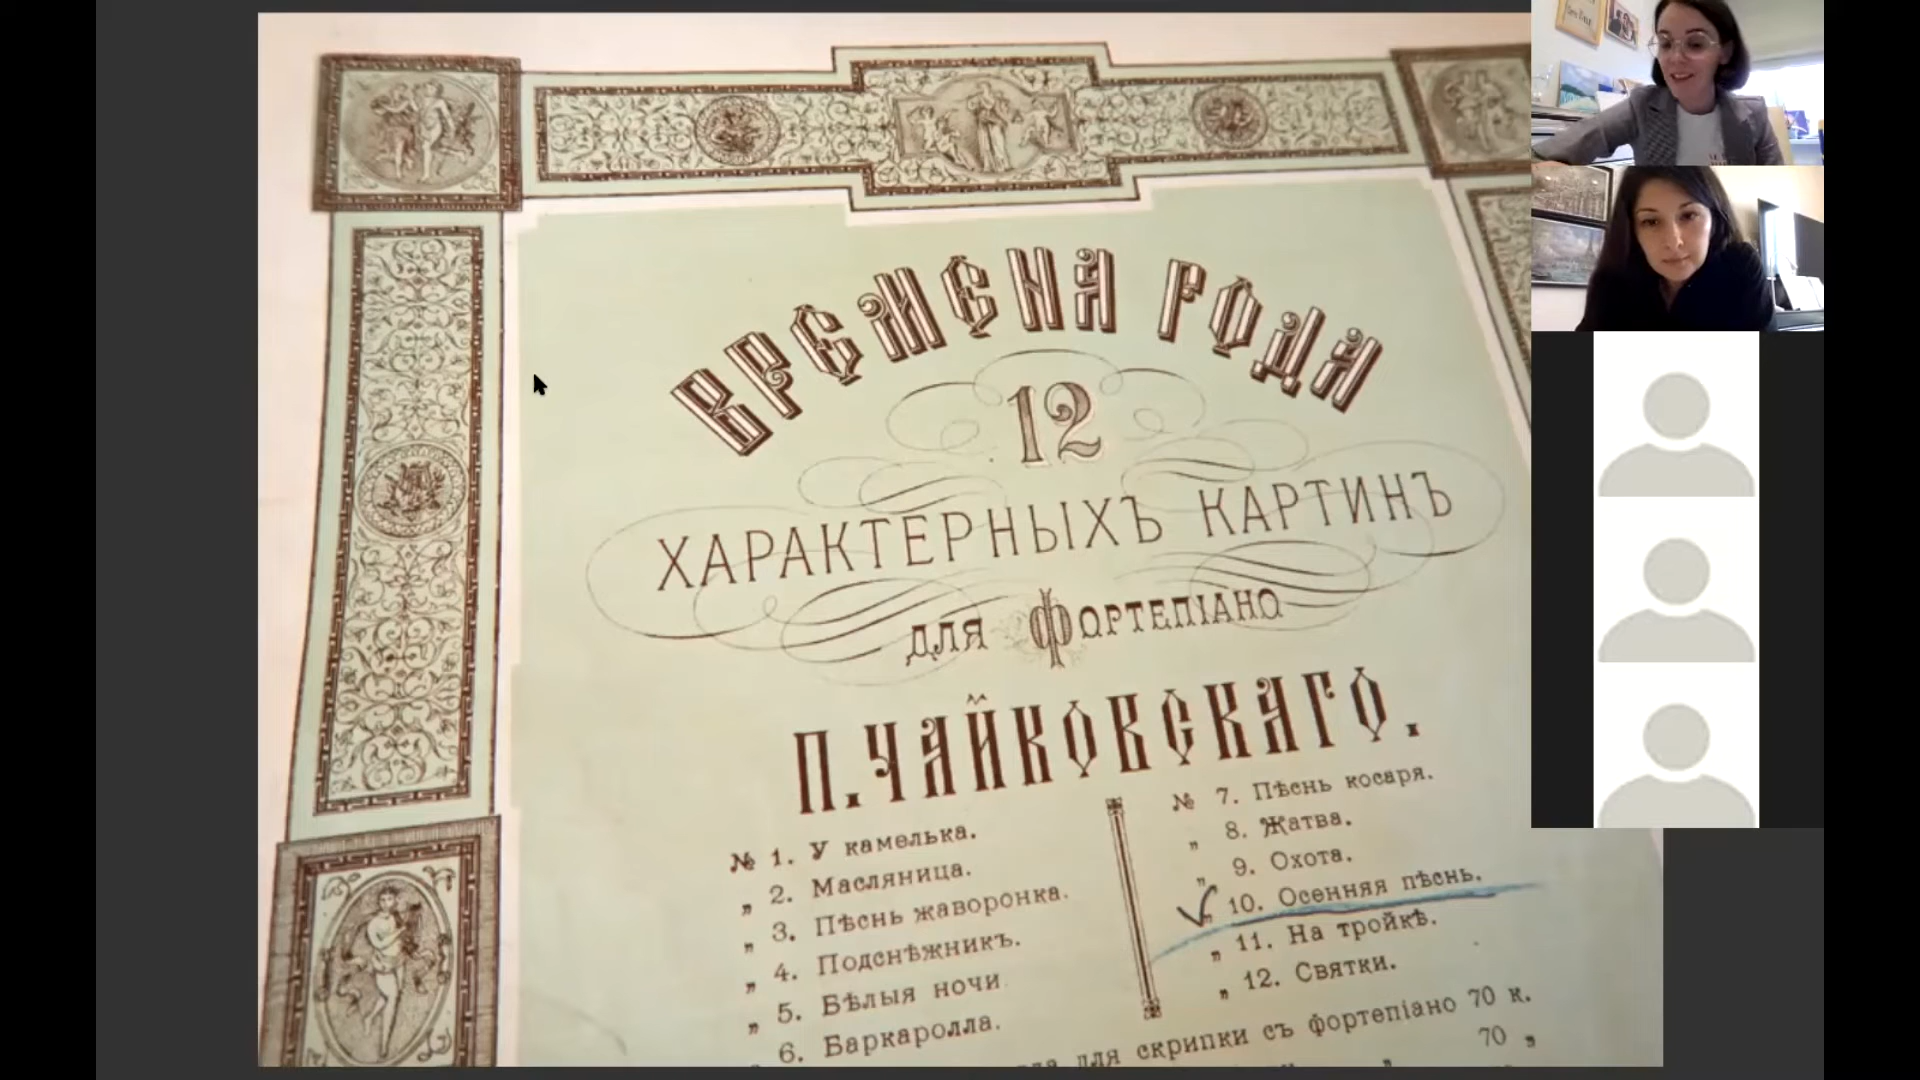 ВРЕМЕНА ГОДА
12
ХАРАКТЕРНЫХЪ КАРТИНЪ
ДЛЯ ФОРТЕПІАНО
П. ЧАЙКОВСКАГО.
№ 1. У камелька.
„ 2. Масляница.
„ 3. Пѣснь жаворонка.
„ 4. Подснѣжникъ.
„ 5. Бѣлыя ночи
6. Баркаролла.
№ 7. Пѣснь косаря.
„ 8. Жатва.
„ 9. Охота.
„ 10. Осенняя пѣснь.
„ 11. На тройкѣ.
„ 12. Святки.
для скрипки съ фортепіано 70 к.
„ 70 „